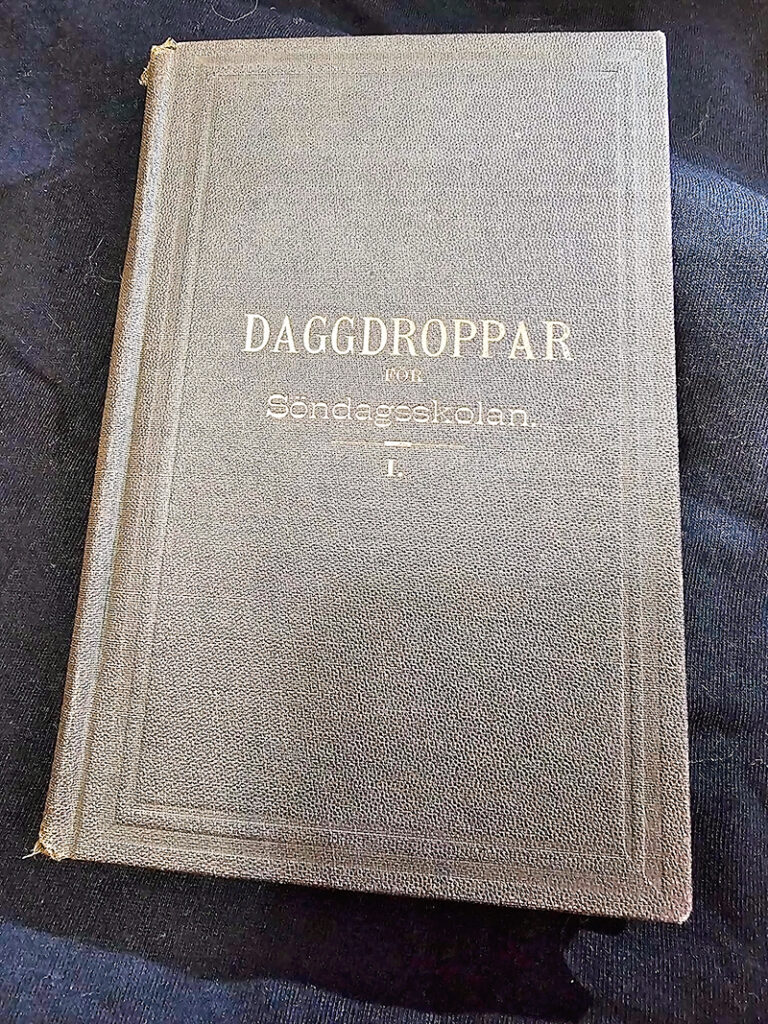 DAGGDROPPAR
FÖR
Söndagsskolan.
I.